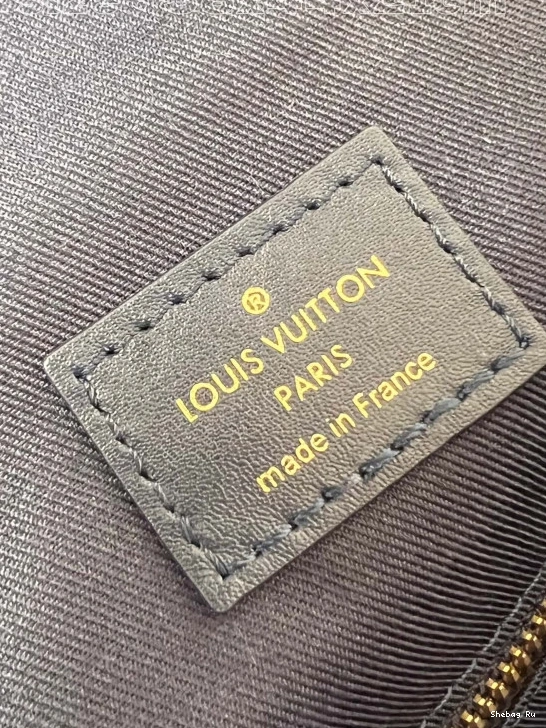 ®
LOUIS VUITTON
PARIS
made in France
Shebag.Ru